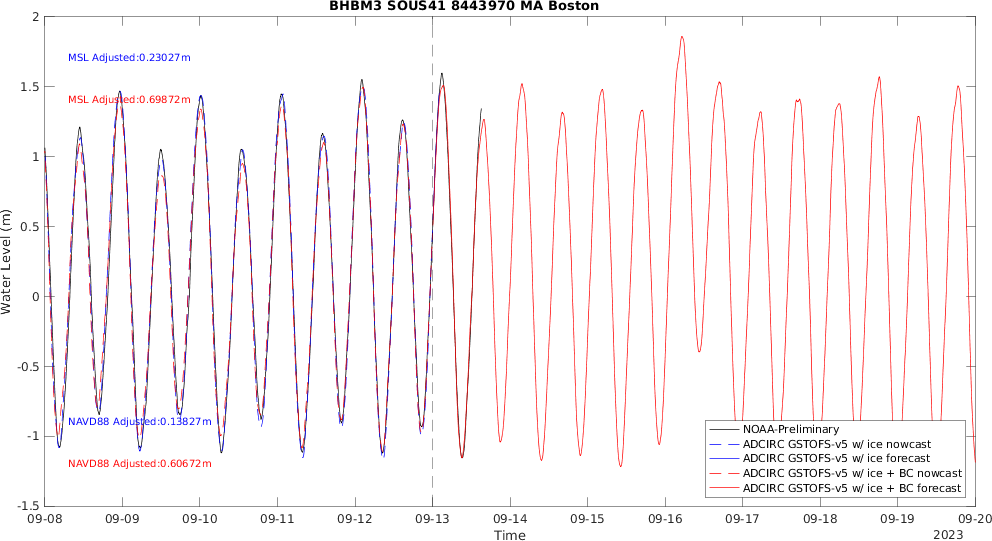 BHBM3 SOUS41 8443970 MA Boston
2
1.5
1
0.5
0
-0.5
-1
-1.5
Water Level (m)
MSL Adjusted:0.23027m
MSL Adjusted:0.69872m
NAVD88 Adjusted:0.13827m
NAVD88 Adjusted:0.60672m
NOAA-Preliminary
ADCIRC GSTOFS-v5 w/ ice nowcast
ADCIRC GSTOFS-v5 w/ ice forecast
ADCIRC GSTOFS-v5 w/ ice + BC nowcast
ADCIRC GSTOFS-v5 w/ ice + BC forecast
09-08 09-09 09-10 09-11 09-12 09-13 09-14 09-15 09-16 09-17 09-18 09-19 09-20
Time
2023